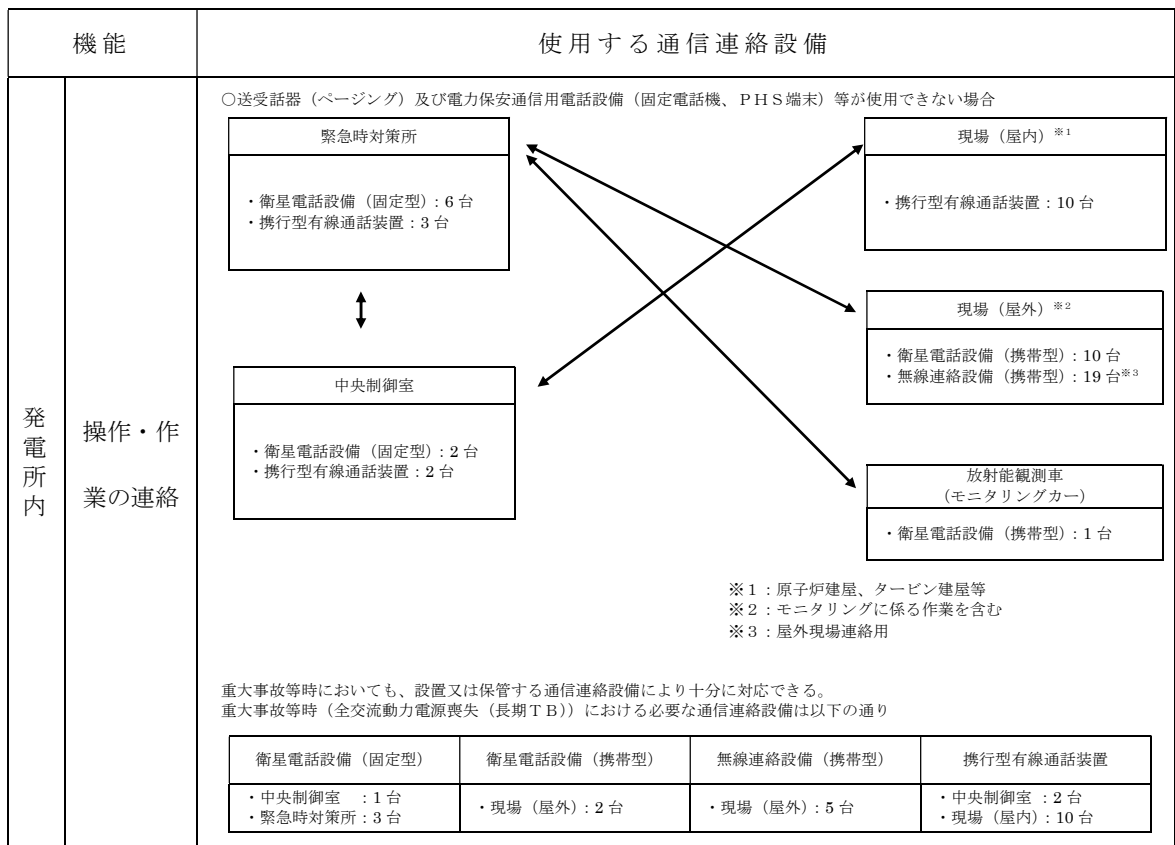 機能
使用する通信連絡設備
発電所内
操作・作
業の連絡
○送受話器（ページング）及び電力保安通信用電話設備（固定電話機、ＰＨＳ端末）等が使用できない場合
緊急時対策所
・衛星電話設備（固定型）：6 台
・携行型有線通話装置：3 台
中央制御室
・衛星電話設備（固定型）：2 台
・携行型有線通話装置：2 台
現場（屋内）※1
・携行型有線通話装置：10 台
現場（屋外）※2
・衛星電話設備（携帯型）：10 台
・無線連絡設備（携帯型）：19 台※3
放射能観測車
（モニタリングカー）
・衛星電話設備（携帯型）：1 台
※１：原子炉建屋、タービン建屋等
※２：モニタリングに係る作業を含む
※３：屋外現場連絡用
重大事故等時においても、設置又は保管する通信連絡設備により十分に対応できる。
重大事故等時（全交流動力電源喪失（長期ＴＢ））における必要な通信連絡設備は以下の通り
衛星電話設備（固定型）
衛星電話設備（携帯型）
無線連絡設備（携帯型）
携行型有線通話装置
・中央制御室　：1 台
・緊急時対策所：3 台
・現場（屋外）：2 台
・現場（屋外）：5 台
・中央制御室 ：2 台
・現場（屋内）：10 台